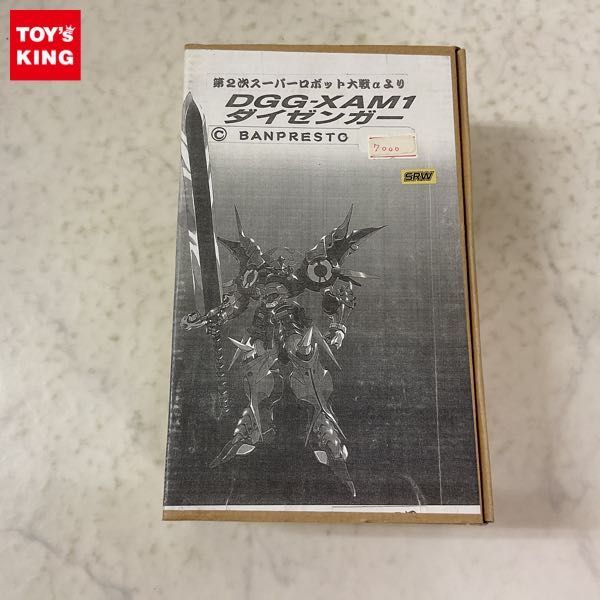 TOY'S
KING
第2次スーパーロボット大戦αより
DGG-XAM1
ダイゼンガー
© BANPRESTO
7000
SRW